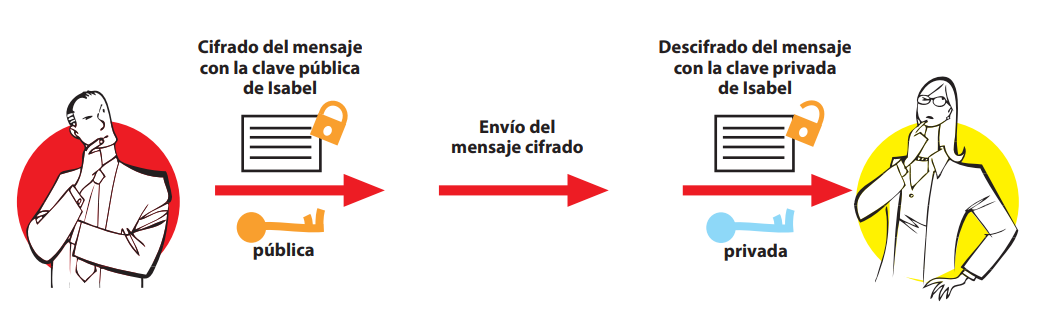 Cifrado del mensaje
con la clave pública
de Isabel
pública
Envío del
mensaje cifrado
Descifrado del mensaje
con la clave privada
de Isabel
privada